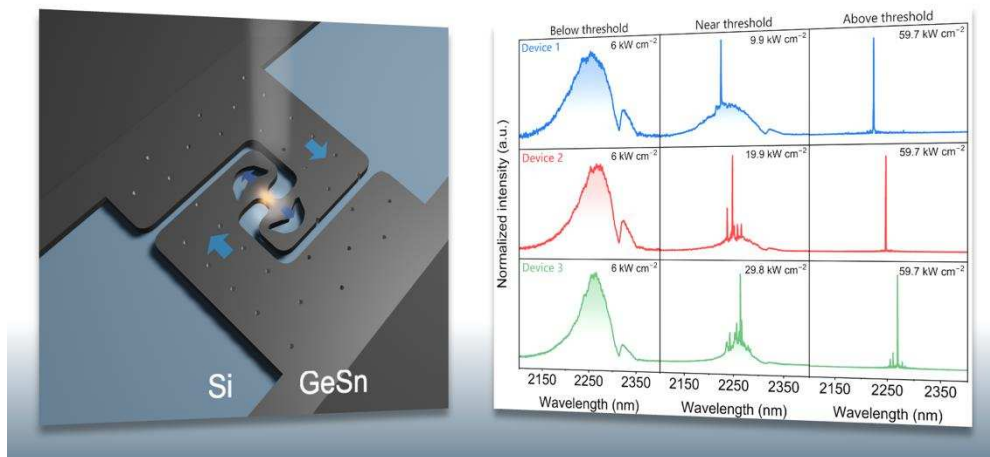 Si
GeSn
Below threshold
Near threshold
Above threshold
Device 1
6 kW cm⁻²
9.9 kW cm⁻²
59.7 kW cm⁻²
Device 2
6 kW cm⁻²
19.9 kW cm⁻²
59.7 kW cm⁻²
Device 3
6 kW cm⁻²
29.8 kW cm⁻²
59.7 kW cm⁻²
Normalized intensity (a.u.)
2150 2250 2350 2150 2250 2350 2150 2250 2350
Wavelength (nm)
Wavelength (nm)
Wavelength (nm)